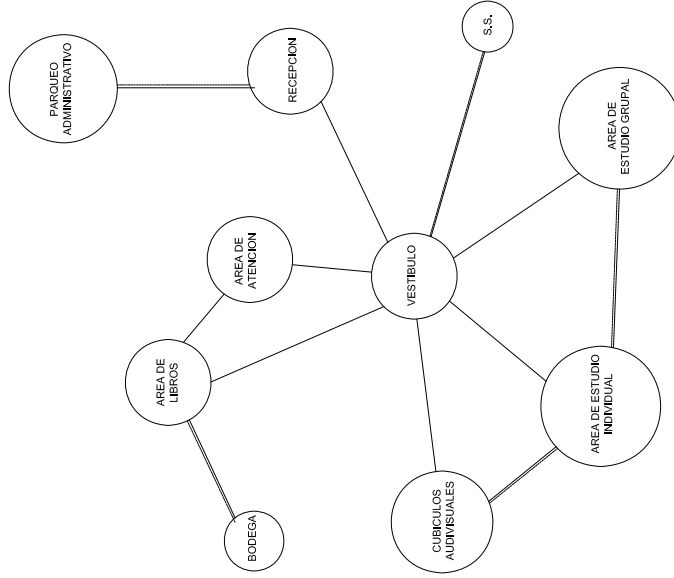 PARQUEO
ADMINISTRATIVO
RECEPCION
S.S.
AREA DE
ATENCION
AREA DE
ESTUDIO GRUPAL
VESTIBULO
AREA DE
LIBROS
AREA DE ESTUDIO
INDIVIDUAL
BODEGA
CUBICULOS
AUDIVISUALES